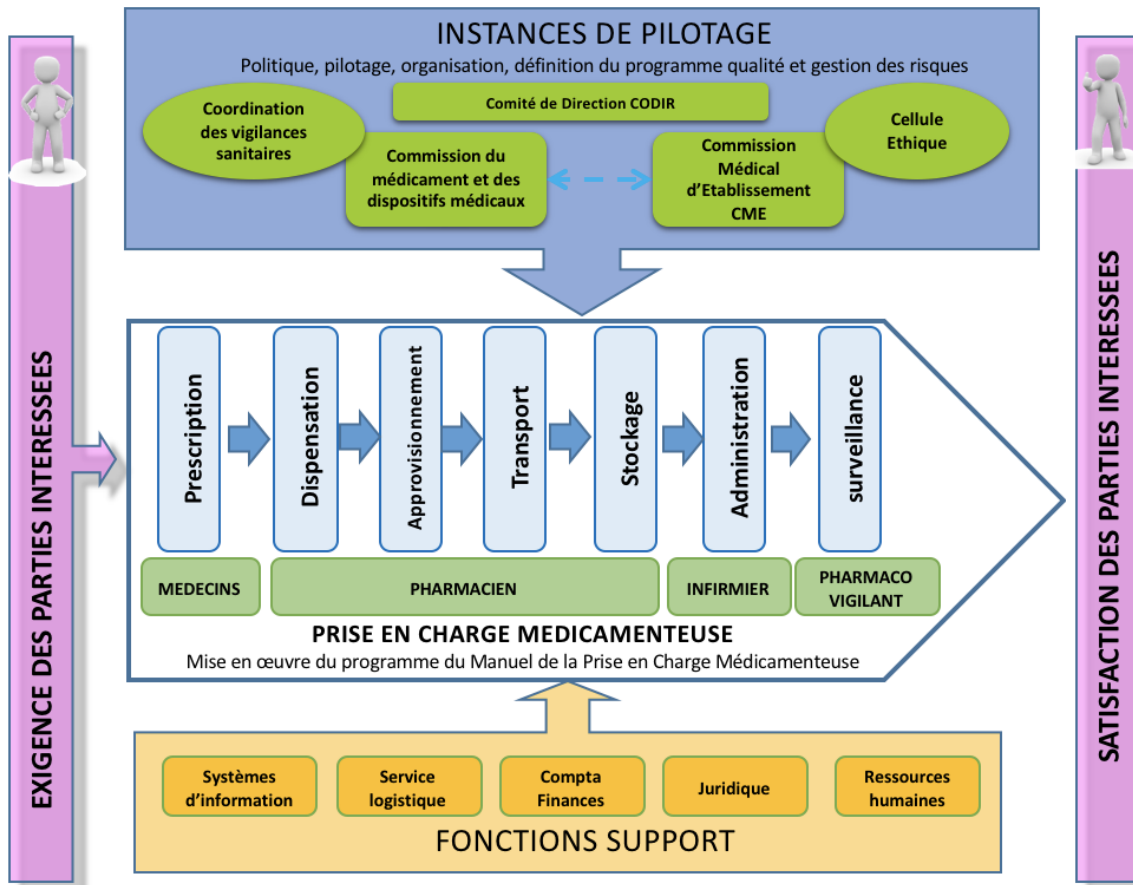 INSTANCES DE PILOTAGE
Politique, pilotage, organisation, définition du programme qualité et gestion des risques
Coordination
des vigilances
sanitaires
Comité de Direction CODIR
Cellule
Ethique
Commission du
médicament et des
dispositifs médicaux
Commission
Médical
d'Etablissement
CME
EXIGENCE DES PARTIES INTERESSEES
Prescription
Dispensation
Approvisionnement
Transport
Stockage
Administration
surveillance
MEDECINS
PHARMACIEN
INFIRMIER
PHARMACO
VIGILANT
PRISE EN CHARGE MEDICAMENTEUSE
Mise en œuvre du programme du Manuel de la Prise en Charge Médicamenteuse
SATISFACTION DES PARTIES INTERESSEES
Systèmes
d'information
Service
logistique
Compta
Finances
Juridique
Ressources
humaines
FONCTIONS SUPPORT